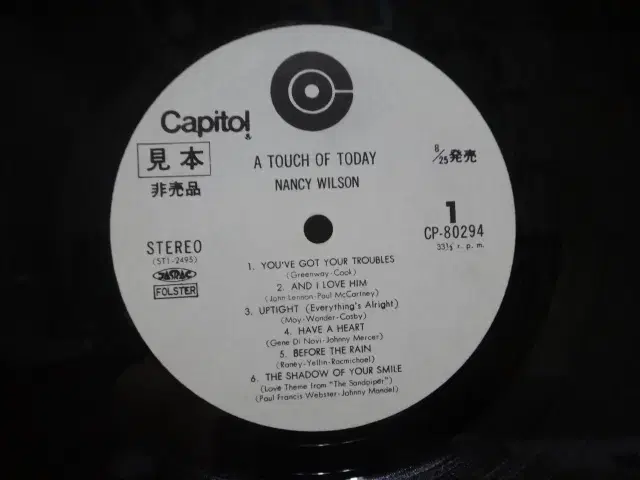 Capitol
®
見本
非売品
A TOUCH OF TODAY
NANCY WILSON
8/25発売
1
CP-80294
33⅓ r. p. m.
STEREO
(ST1-2495)
JASRAC
FOLSTER
1. YOU'VE GOT YOUR TROUBLES
(Greenway-Cook)
2. AND I LOVE HIM
(John Lennon-Paul McCartney)
3. UPTIGHT (Everything's Alright)
(Moy-Wonder-Cosby)
4. HAVE A HEART
(Gene Di Novi-Johnny Mercer)
5. BEFORE THE RAIN
(Raney-Yellin-Racmichael)
6. THE SHADOW OF YOUR SMILE
(Love Theme from "The Sandpiper")
(Paul Francis Webster-Johnny Mandel)